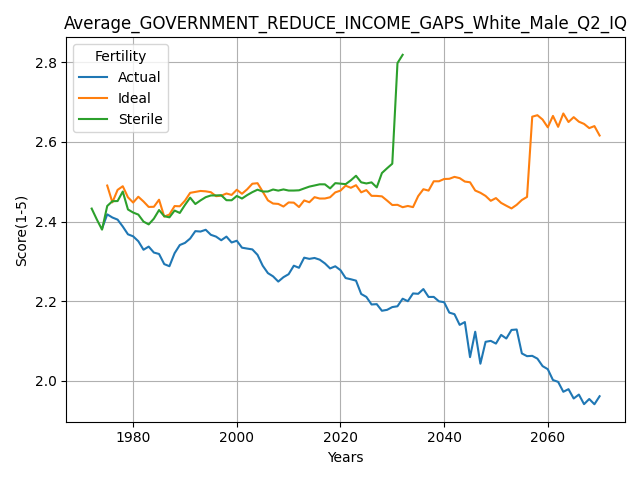 Average_GOVERNMENT_REDUCE_INCOME_GAPS_White_Male_Q2_IQ
Fertility
Actual
Ideal
Sterile
Score(1-5)
2.8
2.6
2.4
2.2
2.0
1980 2000 2020 2040 2060
Years